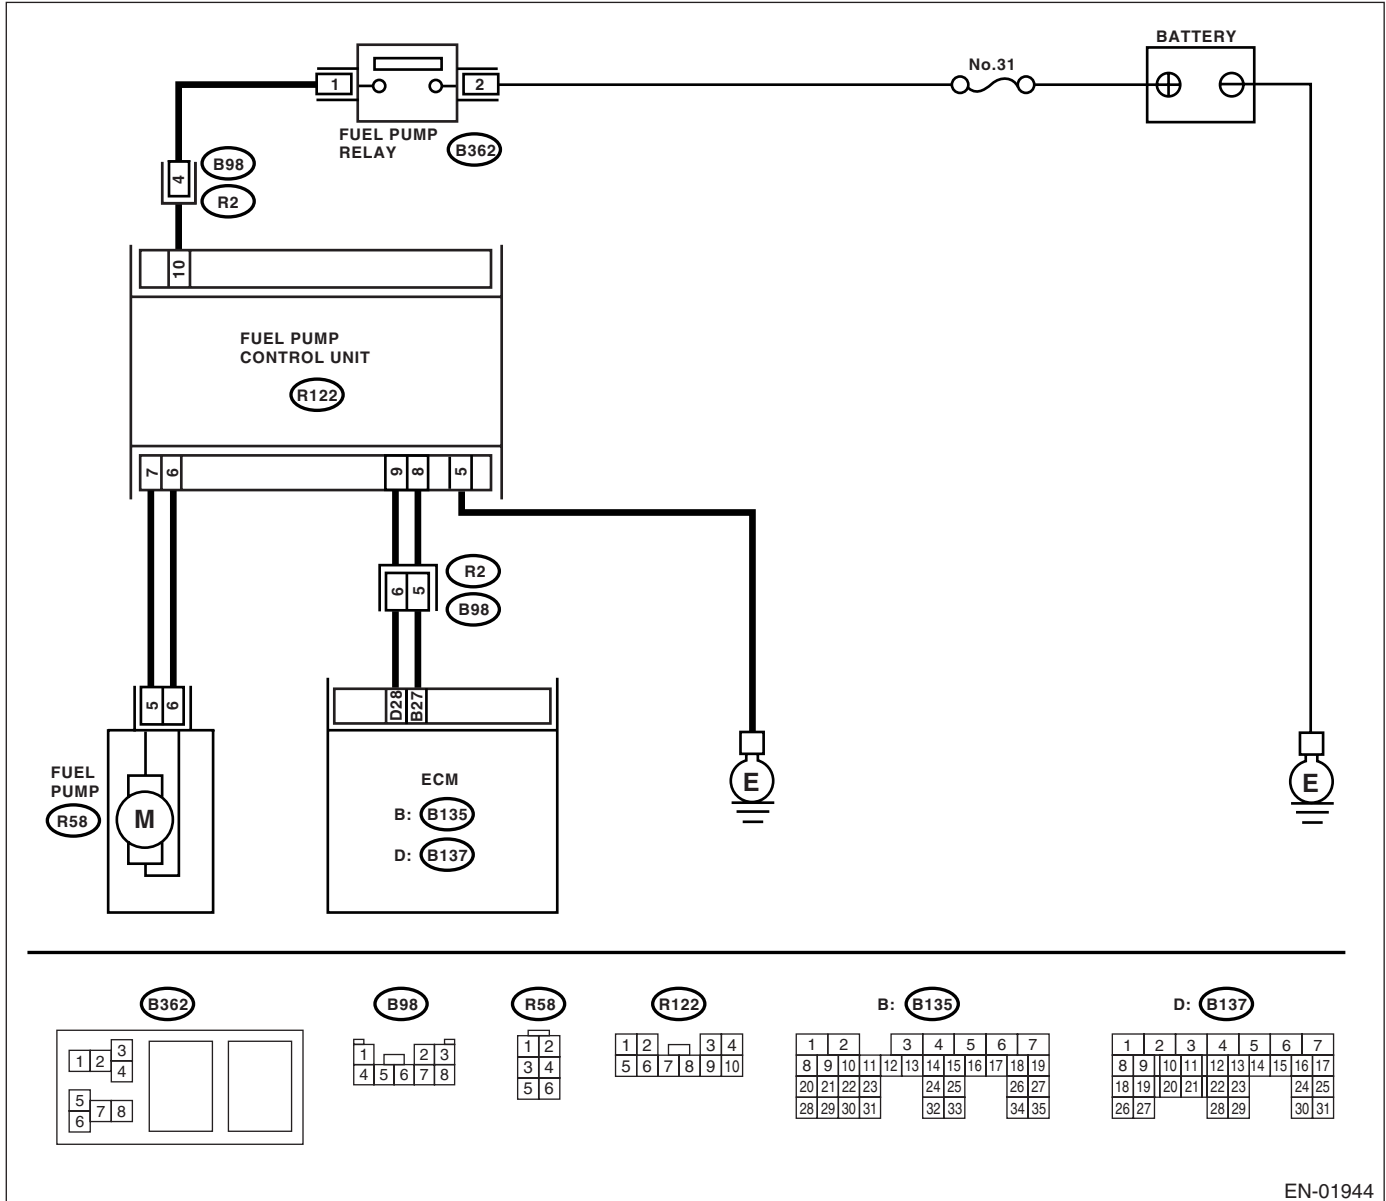 BATTERY
No.31
1
2
FUEL PUMP
RELAY
B362
4
B98
R2
10
FUEL PUMP
CONTROL UNIT
R122
7 6 9 8 5
6 5
R2
B98
5 6
D28 B27
FUEL
PUMP
R58
M
ECM
B: B135
D: B137
E
E
B362
1 2 3
4
5
6 7 8
B98
1 2 3
4 5 6 7 8
R58
1 2
3 4
5 6
R122
1 2 3 4
5 6 7 8 9 10
B: B135
1 2 3 4 5 6 7
8 9 10 11 12 13 14 15 16 17 18 19
20 21 22 23 24 25 26 27
28 29 30 31 32 33 34 35
D: B137
1 2 3 4 5 6 7
8 9 10 11 12 13 14 15 16 17
18 19 20 21 22 23 24 25
26 27 28 29 30 31
EN-01944